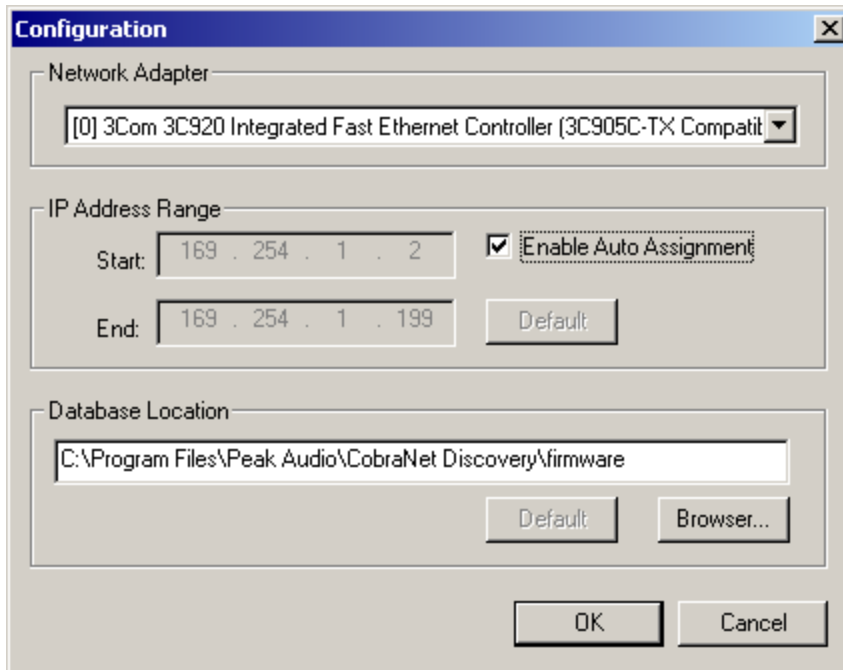 Configuration
Network Adapter
[0] 3Com 3C920 Integrated Fast Ethernet Controller (3C905C-TX Compatit
IP Address Range
Start: 169 . 254 . 1 . 2
Enable Auto Assignment
End: 169 . 254 . 1 . 199
Default
Database Location
C:\Program Files\Peak Audio\CobraNet Discovery\firmware
Default
Browser...
OK
Cancel